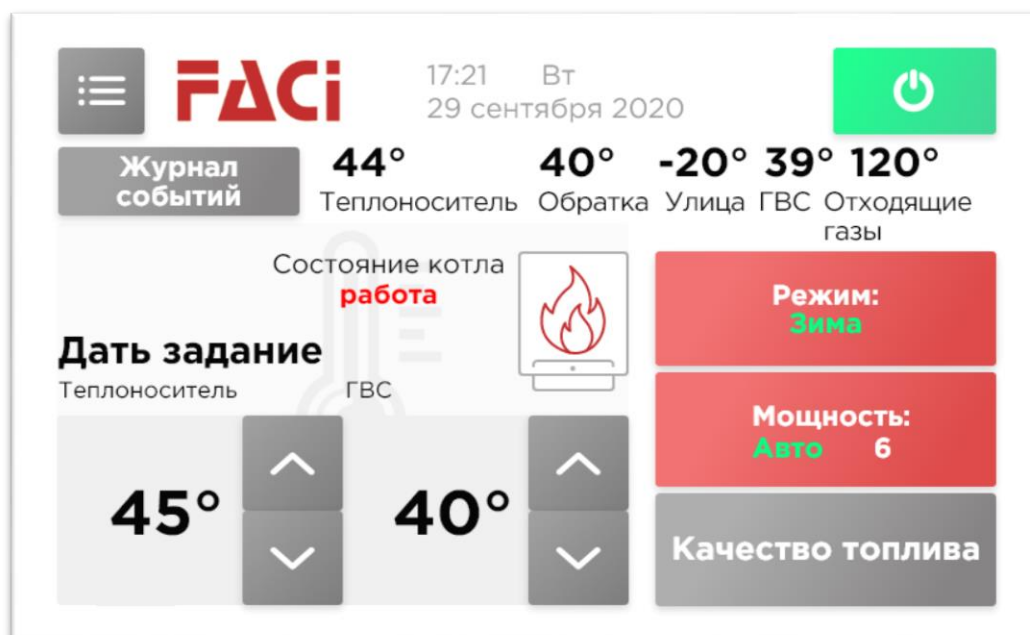 FACi
17:21 Вт
29 сентября 2020
Журнал
событий
44° 40° -20° 39° 120°
Теплоноситель Обратка Улица ГВС Отходящие
газы
Состояние котла
работа
Режим:
Зима
Дать задание
Теплоноситель ГВС
Мощность:
Авто 6
45° 40°
Качество топлива